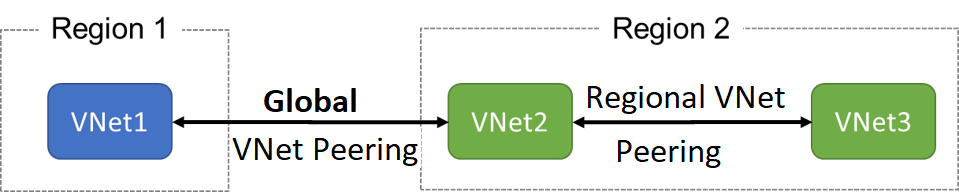 Region 1
Region 2
VNet1
Global
VNet Peering
VNet2
Regional VNet
Peering
VNet3